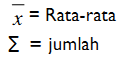 x̅ = Rata-rata
Σ = jumlah